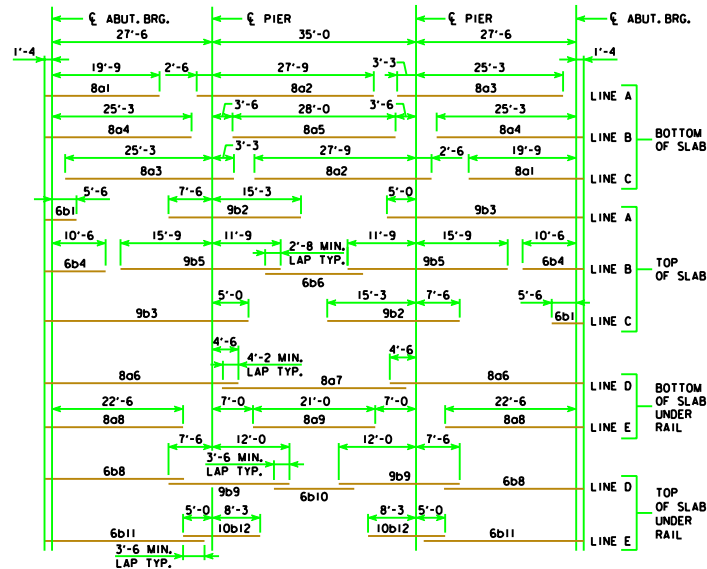 ℄ ABUT. BRG. ℄ PIER ℄ PIER ℄ ABUT. BRG.
27'-6 35'-0 27'-6
1'-4 1'-4
19'-9 2'-6 27'-9 3'-3 25'-3
8a1 8a2 8a3 LINE A
25'-3 3'-6 28'-0 3'-6 25'-3
8a4 8a5 8a4 LINE B
BOTTOM
OF SLAB
25'-3 3'-3 27'-9 2'-6 19'-9
8a3 8a2 8a1 LINE C
5'-6 7'-6 15'-3 5'-0
6b1 9b2 9b3 LINE A
10'-6 15'-9 11'-9 2'-8 MIN.
LAP TYP. 11'-9 15'-9 10'-6
6b4 9b5 6b6 9b5 6b4 LINE B
TOP
OF SLAB
5'-0 15'-3 7'-6 5'-6
9b3 9b2 6b1 LINE C
4'-6 4'-2 MIN.
LAP TYP. 4'-6
8a6 8a7 8a6 LINE D
22'-6 7'-0 21'-0 7'-0 22'-6
8a8 8a9 8a8 LINE E
BOTTOM
OF SLAB
UNDER
RAIL
7'-6 12'-0 12'-0 7'-6
3'-6 MIN.
LAP TYP.
6b8 9b9 6b10 9b9 6b8 LINE D
5'-0 8'-3 8'-3 5'-0
6b11 10b12 10b12 6b11 LINE E
3'-6 MIN.
LAP TYP.
TOP
OF SLAB
UNDER
RAIL